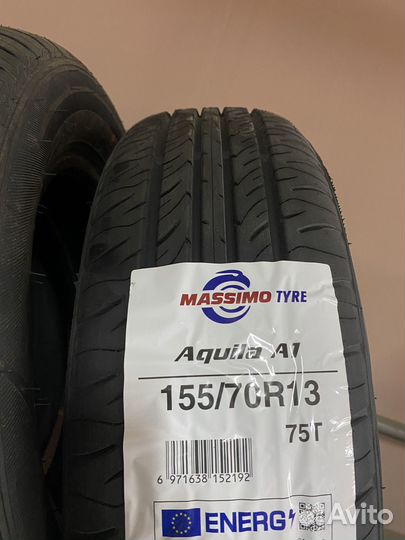 MASSIMO TYRE
Aquila A1
155/70R13
75T
6 971638 152192
ENERG
Avito